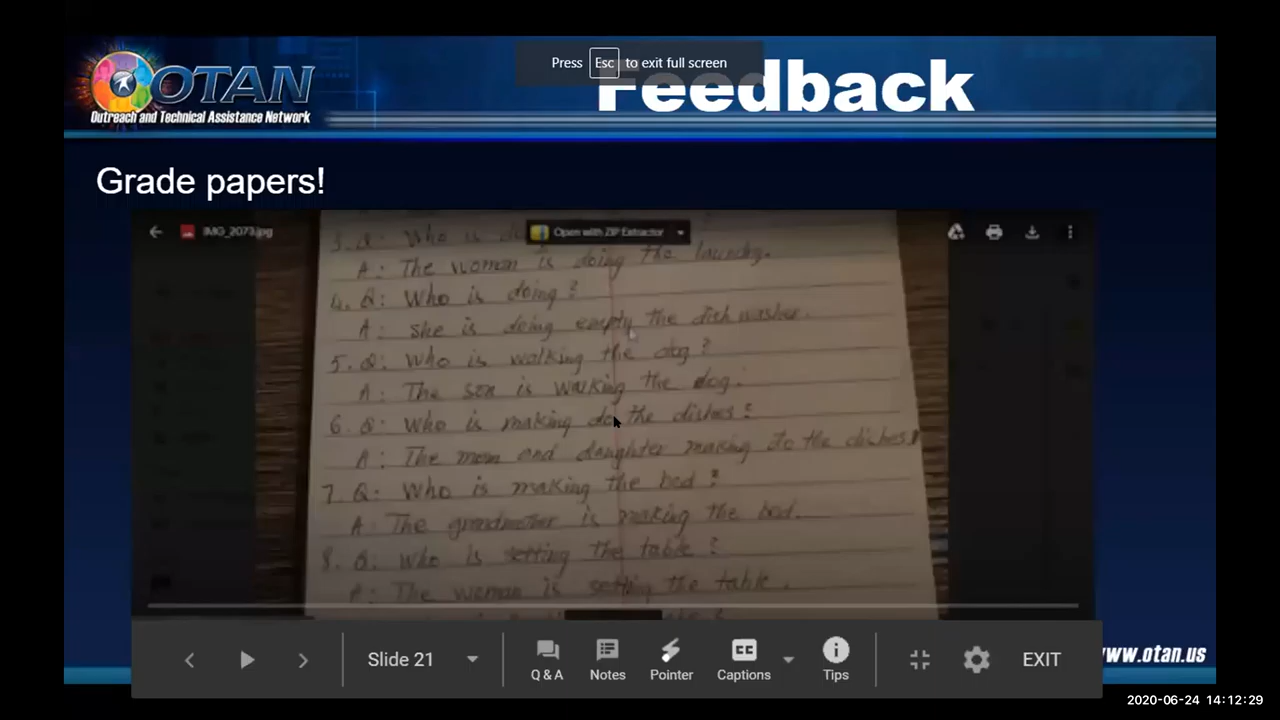 Press Esc to exit full screen
OTAN
Outreach and Technical Assistance Network
Feedback
Grade papers!
IMG_2073.jpg
Open with ZIP Extractor
3. Q: Who is
A: The woman is doing the laundry.
4. Q: Who is doing?
A: she is doing empty the dish washer.
5. Q: Who is walking the dog?
A: The son is walking the dog.
6. Q: Who is making do the dishes?
A: The mom and daughter making to the dishes
7. Q: Who is making the bed?
A: The grandmother is making the bed.
8. Q: Who is setting the table?
A: The woman is setting the table.
Slide 21
Q & A
Notes
Pointer
CC
Captions
Tips
EXIT
www.otan.us
2020-06-24 14:12:29